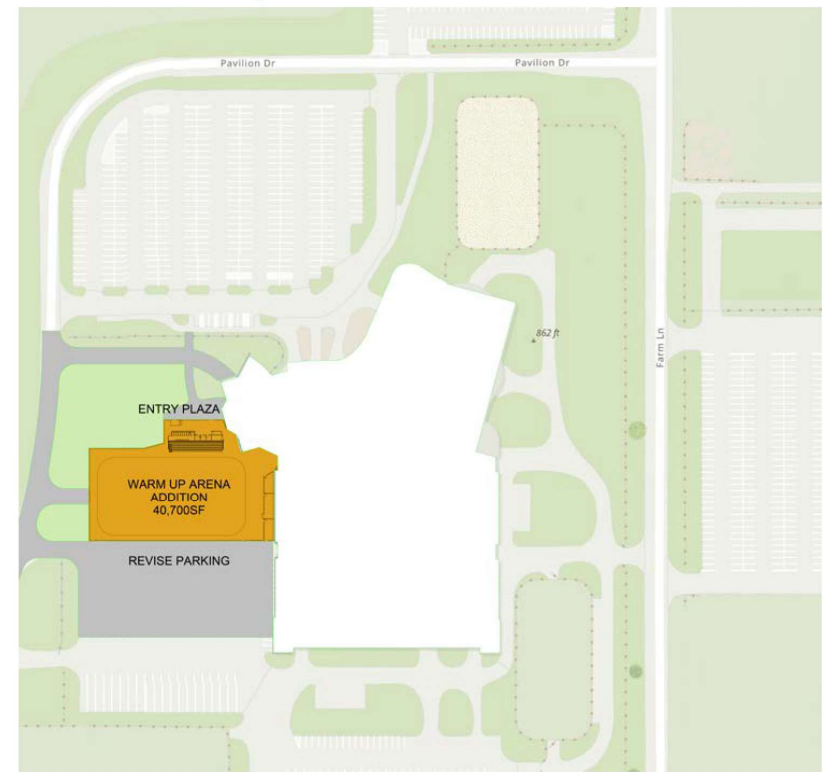 Pavilion Dr
Pavilion Dr
862 ft
Farm Ln
ENTRY PLAZA
WARM UP ARENA
ADDITION
40,700SF
REVISE PARKING